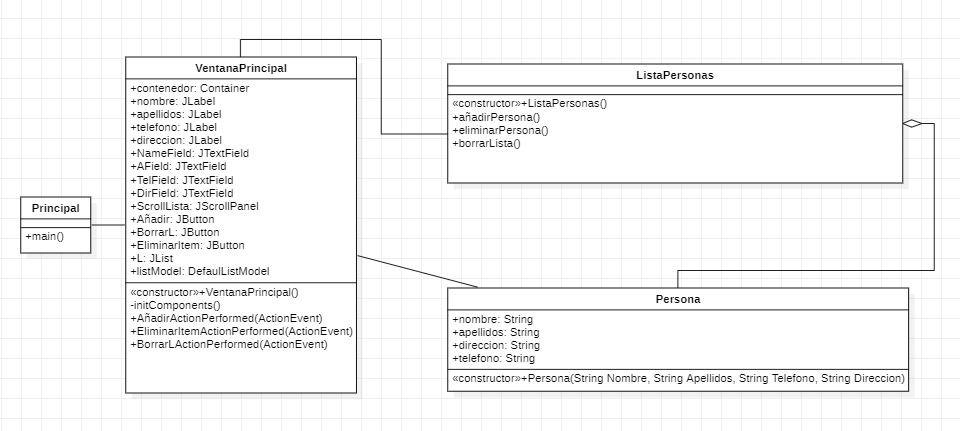 VentanaPrincipal
+contenedor: Container
+nombre: JLabel
+apellidos: JLabel
+telefono: JLabel
+direccion: JLabel
+NameField: JTextField
+AField: JTextField
+TelField: JTextField
+DirField: JTextField
+ScrollLista: JScrollPanel
+Añadir: JButton
+BorrarL: JButton
+EliminarItem: JButton
+L: JList
+listModel: DefaulListModel
«constructor»+VentanaPrincipal()
-initComponents()
+AñadirActionPerformed(ActionEvent)
+EliminarItemActionPerformed(ActionEvent)
+BorrarLActionPerformed(ActionEvent)
ListaPersonas
«constructor»+ListaPersonas()
+añadirPersona()
+eliminarPersona()
+borrarLista()
Principal
+main()
Persona
+nombre: String
+apellidos: String
+direccion: String
+telefono: String
«constructor»+Persona(String Nombre, String Apellidos, String Telefono, String Direccion)